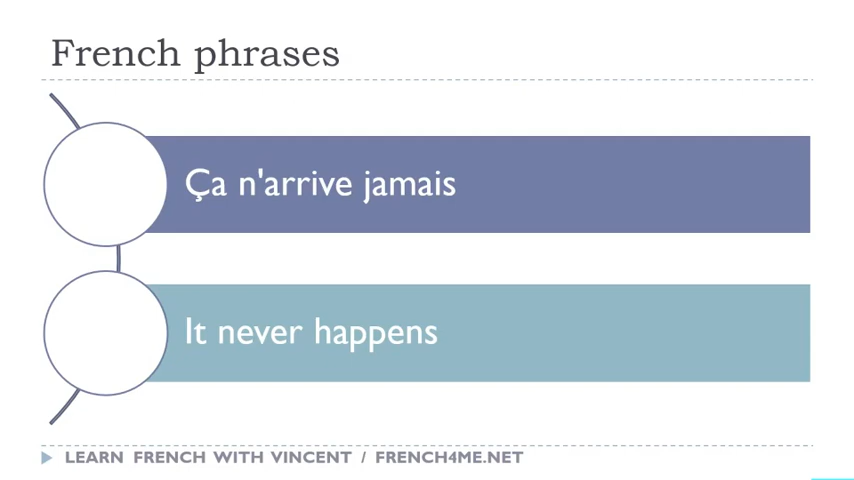 French phrases
Ça n'arrive jamais
It never happens
LEARN FRENCH WITH VINCENT / FRENCH4ME.NET